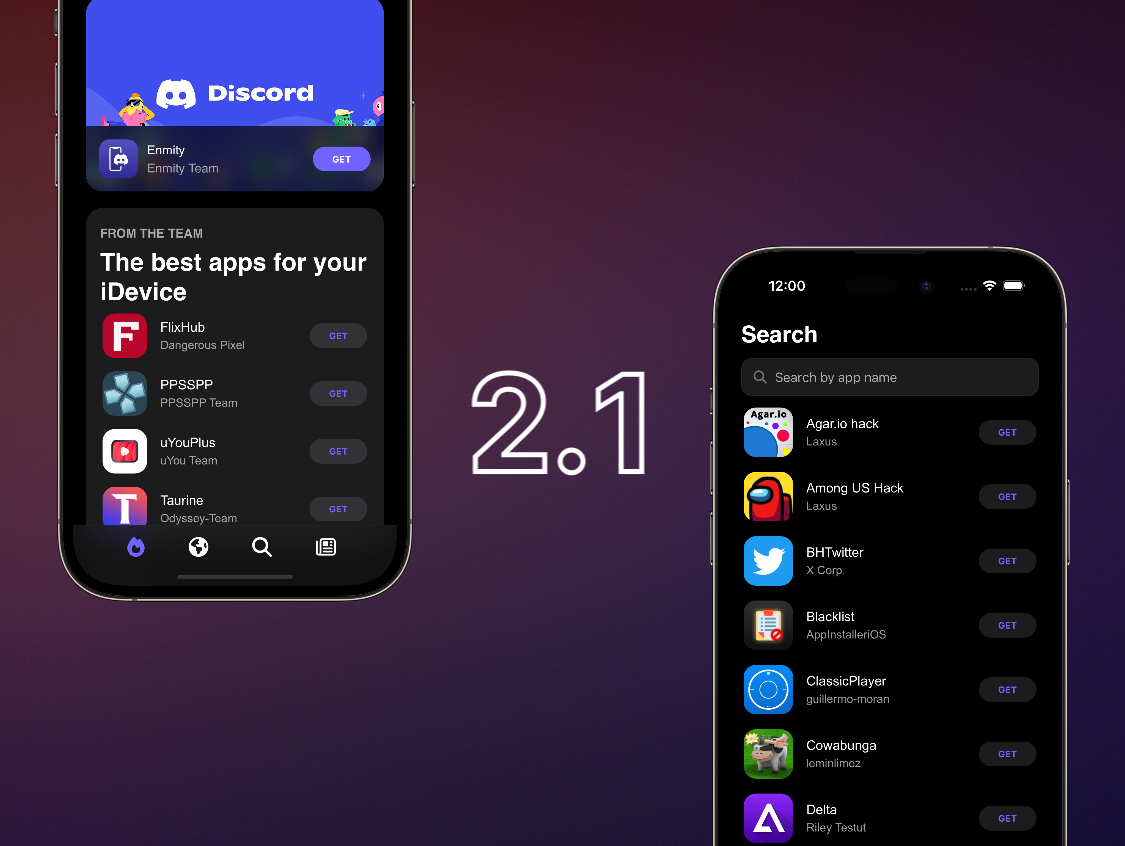 Discord
Enmity
Enmity Team
GET
FROM THE TEAM
The best apps for your
iDevice
FlixHub
Dangerous Pixel
GET
PPSSPP
PPSSPP Team
GET
uYouPlus
uYou Team
GET
Taurine
Odyssey-Team
GET
2.1
12:00
Search
Search by app name
Agar.io
Agar.io hack
Laxus
GET
Among US Hack
Laxus
GET
BHTwitter
X Corp.
GET
Blacklist
AppInstalleriOS
GET
ClassicPlayer
guillermo-moran
GET
Cowabunga
leminlimez
GET
Delta
Riley Testut
GET